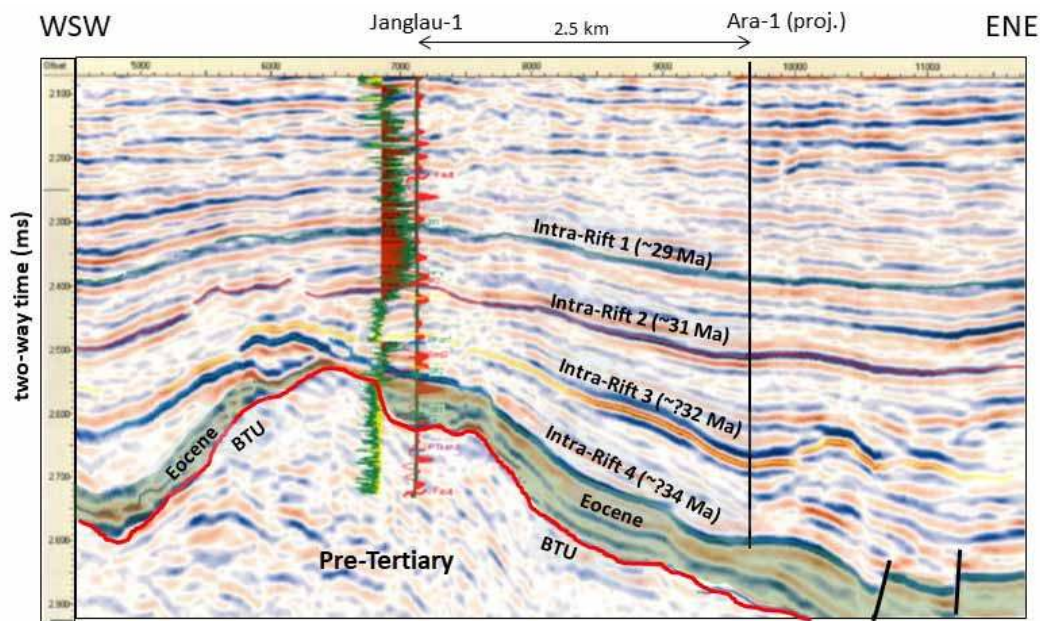 WSW
Janglau-1
2.5 km
Ara-1 (proj.)
ENE
Offset
5000
6000
7000
8000
9000
10000
11000
2.100
2.200
2.300
2.400
2.500
2.600
2.700
2.800
2.900
two-way time (ms)
Intra-Rift 1 (~29 Ma)
Intra-Rift 2 (~31 Ma)
Intra-Rift 3 (~?32 Ma)
Intra-Rift 4 (~?34 Ma)
Eocene
BTU
Eocene
BTU
Pre-Tertiary